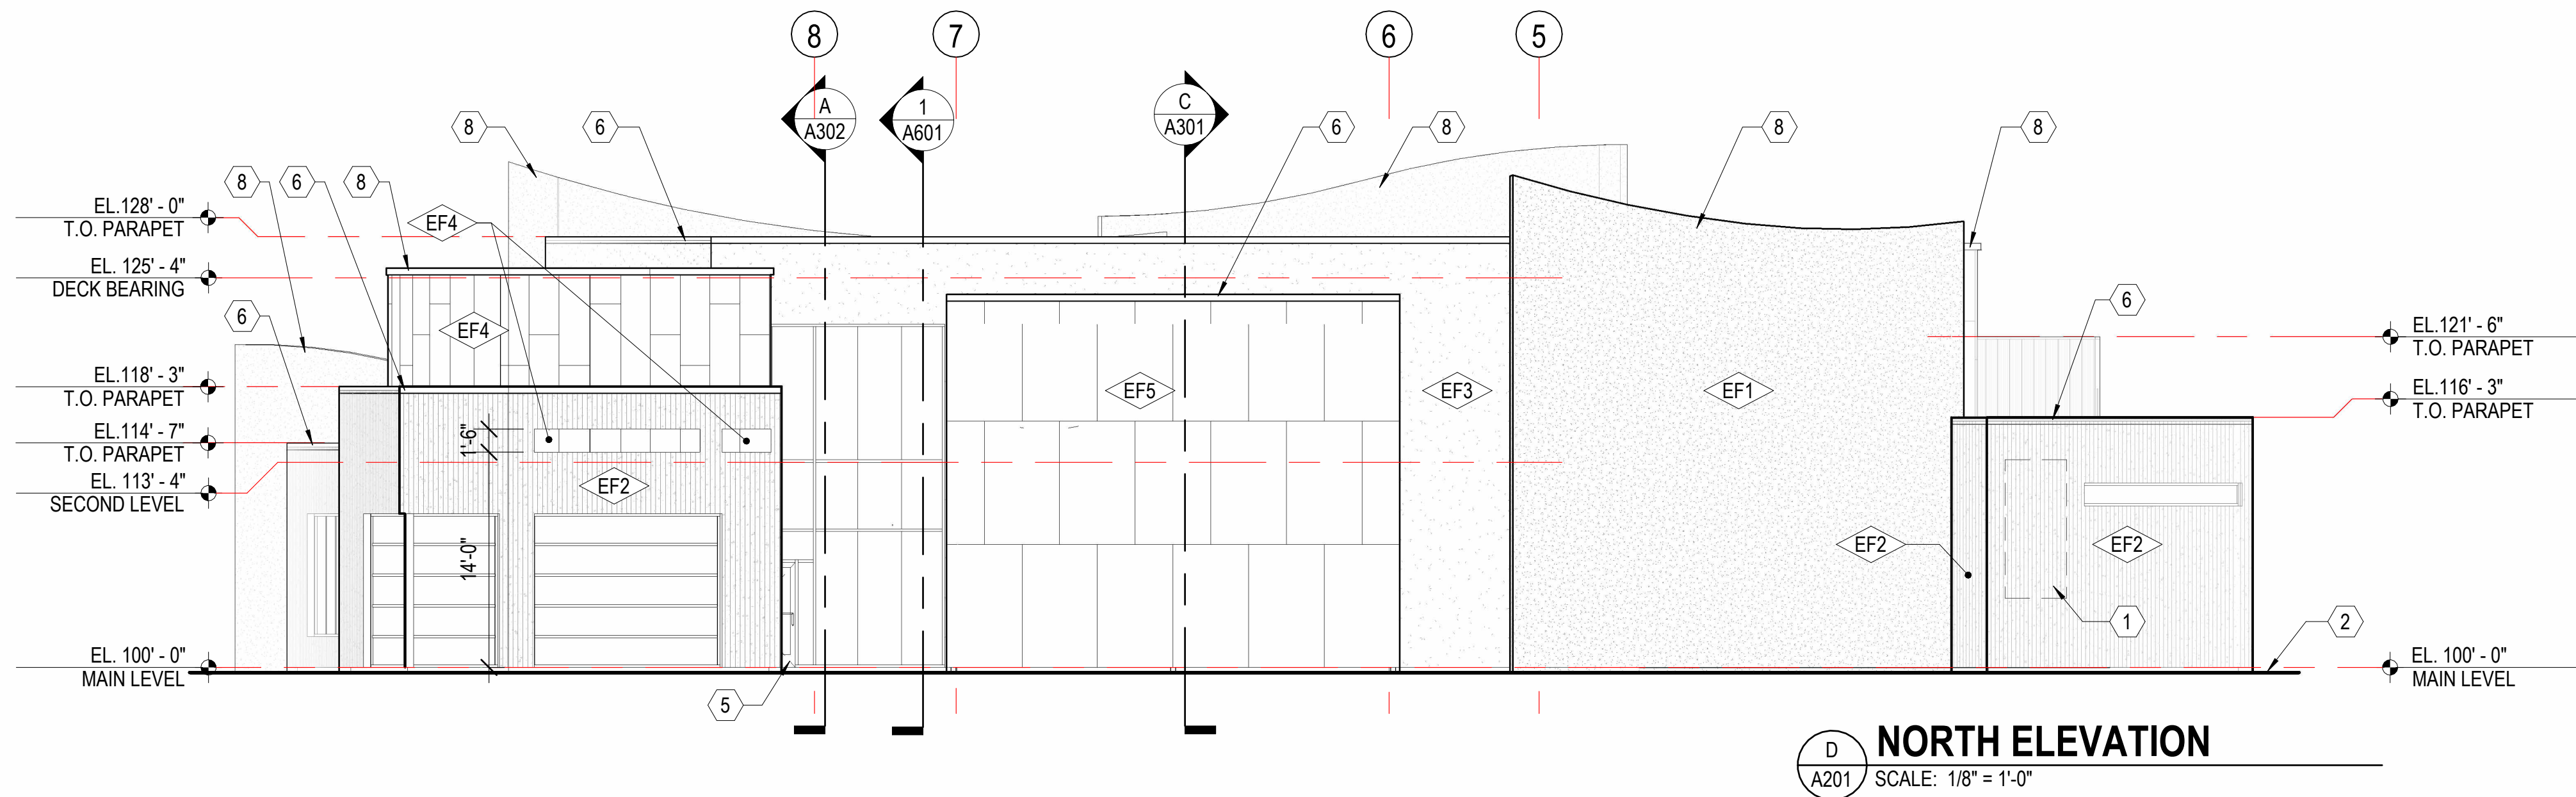 8
7
6
5
A
A302
1
A601
C
A301
8
6
6
8
8
8
8
6
8
EL.128' - 0"
T.O. PARAPET
EF4
EL. 125' - 4"
DECK BEARING
6
EF4
6
EL.121' - 6"
T.O. PARAPET
EL.118' - 3"
T.O. PARAPET
EF5
EF3
EF1
EL.116' - 3"
T.O. PARAPET
EL.114' - 7"
T.O. PARAPET
1'-6"
EL. 113' - 4"
SECOND LEVEL
EF2
14'-0"
EF2
EF2
1
2
EL. 100' - 0"
MAIN LEVEL
EL. 100' - 0"
MAIN LEVEL
5
D
A201
NORTH ELEVATION
SCALE: 1/8" = 1'-0"